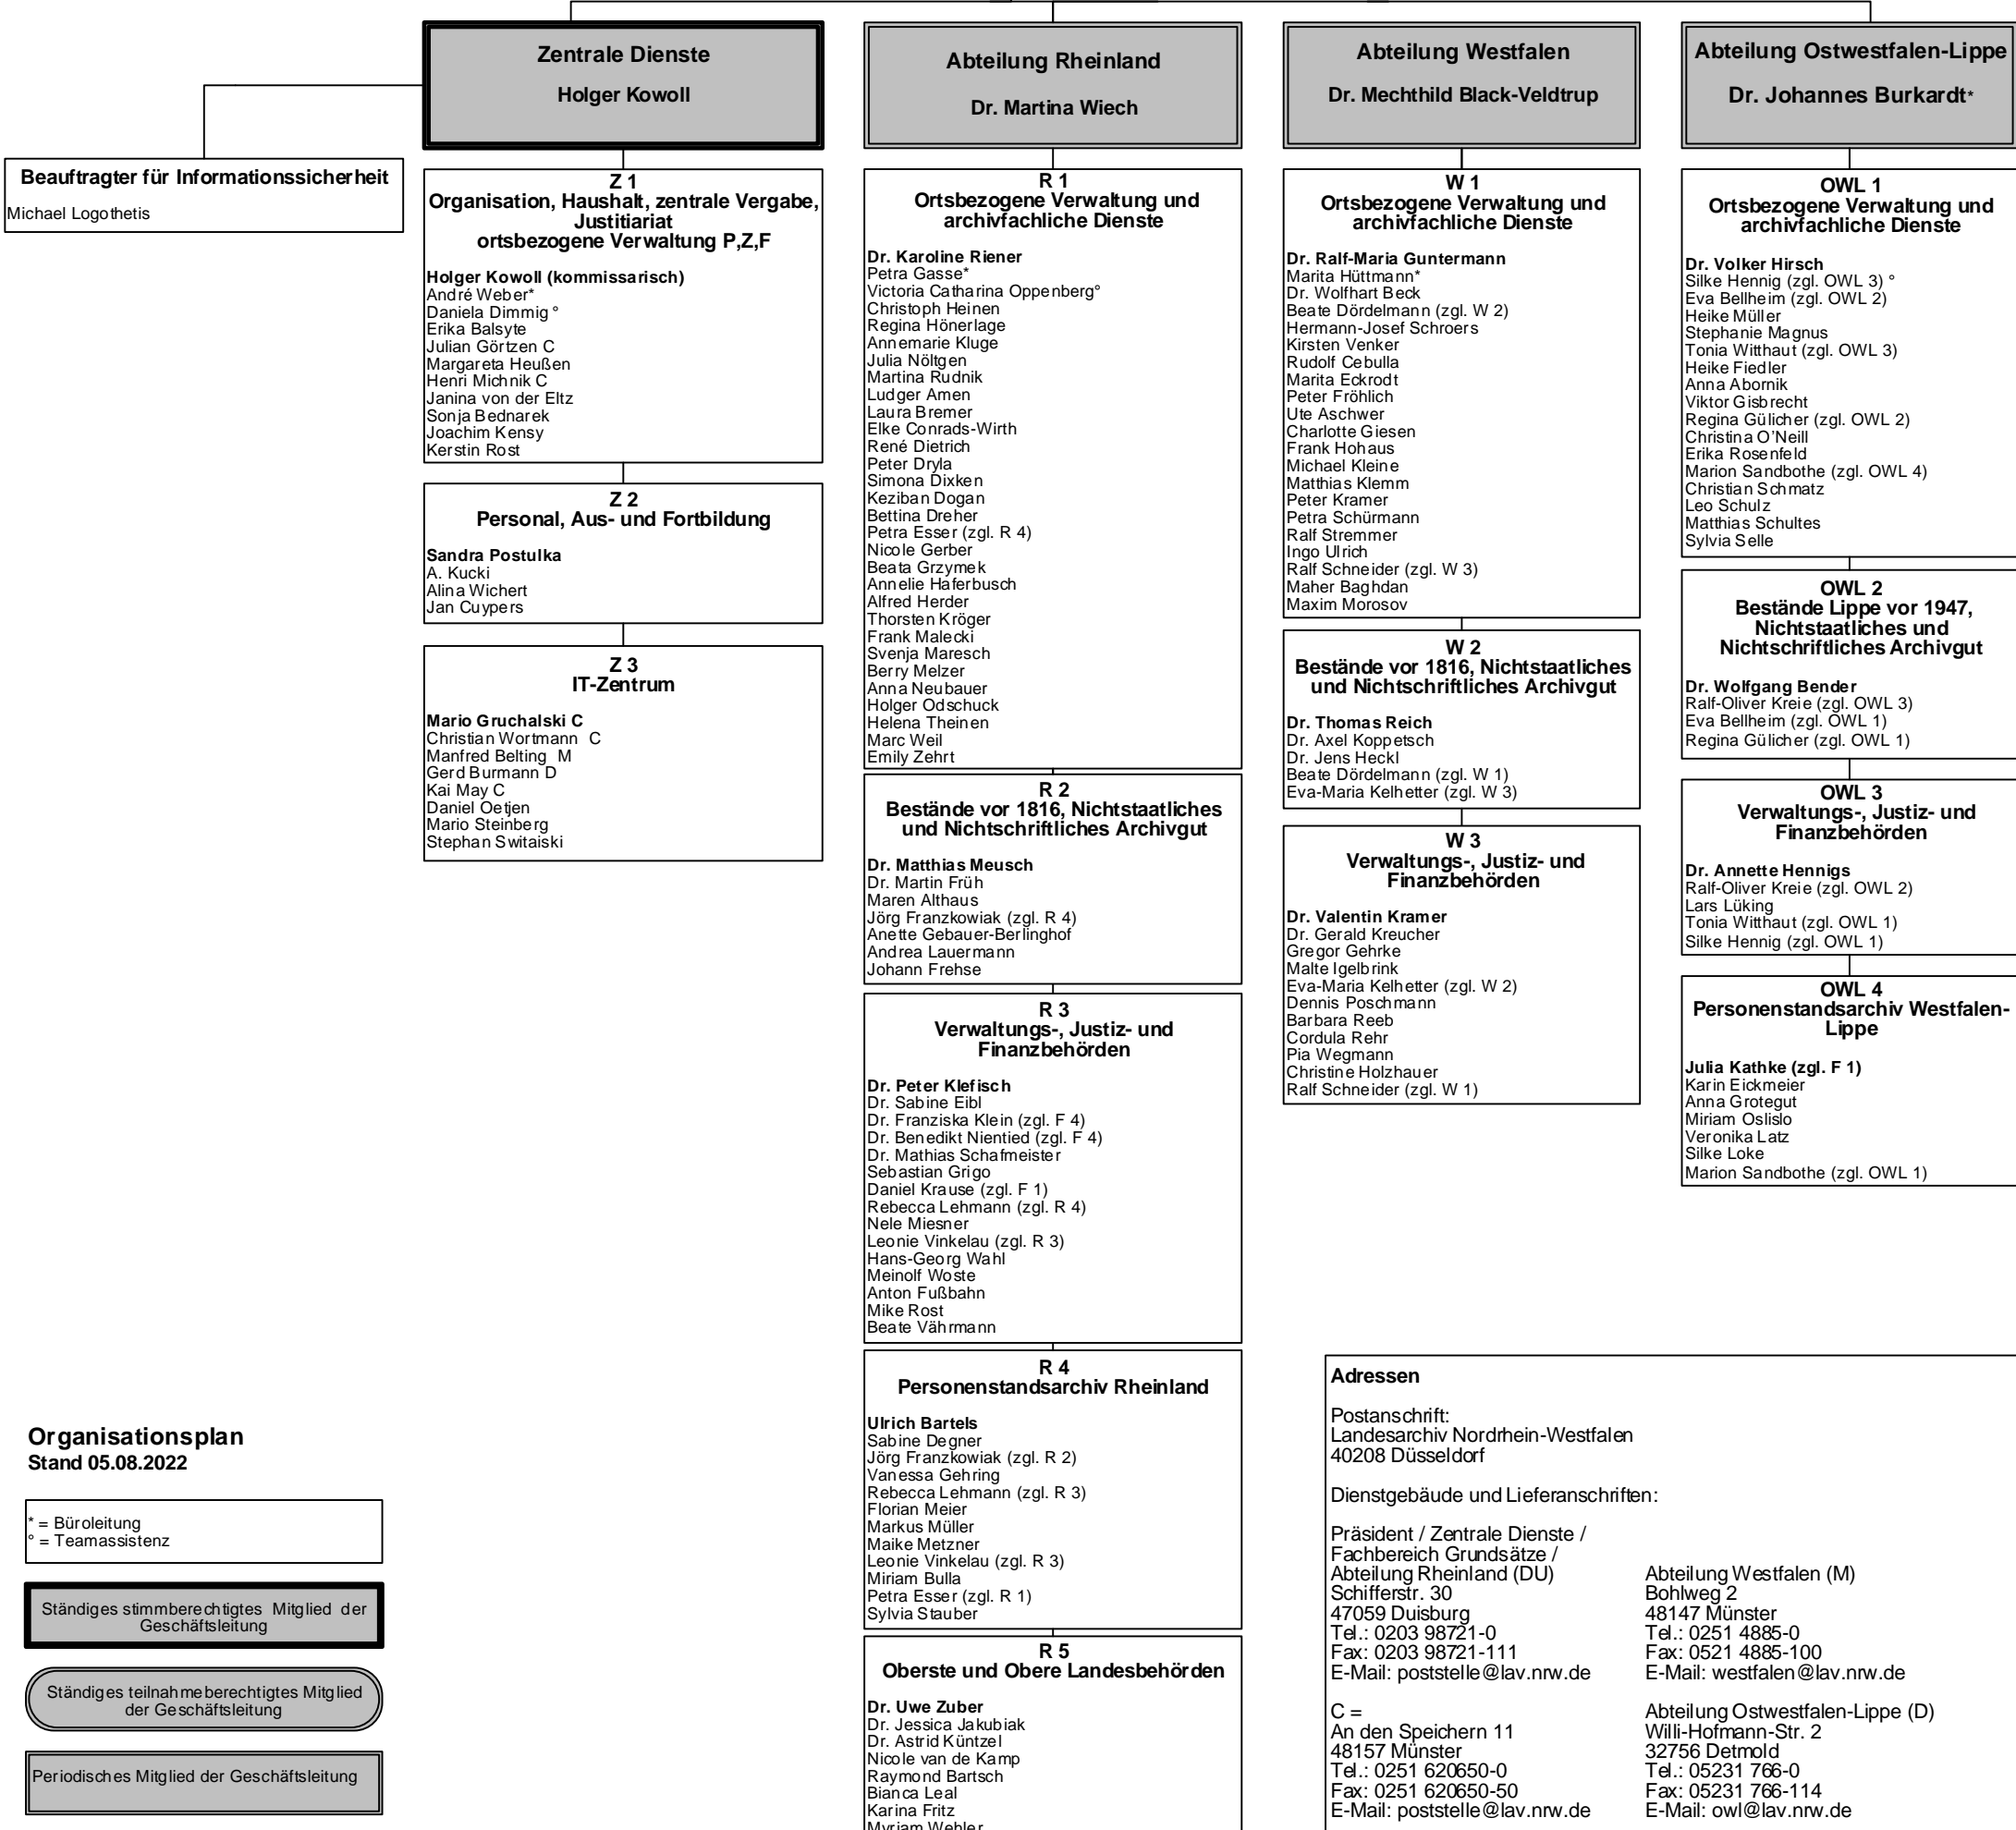 Zentrale Dienste
Holger Kowoll
Abteilung Rheinland
Dr. Martina Wiech
Abteilung Westfalen
Dr. Mechthild Black-Veldtrup
Abteilung Ostwestfalen-Lippe
Dr. Johannes Burkardt*
Beauftragter für Informationssicherheit
Michael Logothetis
Z 1
Organisation, Haushalt, zentrale Vergabe,
Justitiariat
ortsbezogene Verwaltung P,Z,F
Holger Kowoll (kommissarisch)
André Weber*
Daniela Dimmig °
Erika Balsyte
Julian Görtzen C
Margareta Heußen
Henri Michnik C
Janina von der Eltz
Sonja Bednarek
Joachim Kensy
Kerstin Rost
Z 2
Personal, Aus- und Fortbildung
Sandra Postulka
A. Kucki
Alina Wichert
Jan Cuypers
Z 3
IT-Zentrum
Mario Gruchalski C
Christian Wortmann C
Manfred Belting M
Gerd Burmann D
Kai May C
Daniel Oetjen
Mario Steinberg
Stephan Switaiski
R 1
Ortsbezogene Verwaltung und
archivfachliche Dienste
Dr. Karoline Riener
Petra Gasse*
Victoria Catharina Oppenberg°
Christoph Heinen
Regina Hönerlage
Annemarie Kluge
Julia Nöltgen
Martina Rudnik
Ludger Amen
Laura Bremer
Elke Conrads-Wirth
René Dietrich
Peter Dryla
Simona Dixken
Keziban Dogan
Bettina Dreher
Petra Esser (zgl. R 4)
Nicole Gerber
Beata Grzymek
Annelie Haferbusch
Alfred Herder
Thorsten Kröger
Frank Malecki
Svenja Maresch
Berry Melzer
Anna Neubauer
Holger Odschuck
Helena Theinen
Marc Weil
Emily Zehrt
R 2
Bestände vor 1816, Nichtstaatliches
und Nichtschriftliches Archivgut
Dr. Matthias Meusch
Dr. Martin Früh
Maren Althaus
Jörg Franzkowiak (zgl. R 4)
Anette Gebauer-Berlinghof
Andrea Lauermann
Johann Frehse
R 3
Verwaltungs-, Justiz- und
Finanzbehörden
Dr. Peter Klefisch
Dr. Sabine Eibl
Dr. Franziska Klein (zgl. F 4)
Dr. Benedikt Nientied (zgl. F 4)
Dr. Mathias Schafmeister
Sebastian Grigo
Daniel Krause (zgl. F 1)
Rebecca Lehmann (zgl. R 4)
Nele Miesner
Leonie Vinkelau (zgl. R 3)
Hans-Georg Wahl
Meinolf Woste
Anton Fußbahn
Mike Rost
Beate Vährmann
R 4
Personenstandsarchiv Rheinland
Ulrich Bartels
Sabine Degner
Jörg Franzkowiak (zgl. R 2)
Vanessa Gehring
Rebecca Lehmann (zgl. R 3)
Florian Meier
Markus Müller
Maike Metzner
Leonie Vinkelau (zgl. R 3)
Miriam Bulla
Petra Esser (zgl. R 1)
Sylvia Stauber
R 5
Oberste und Obere Landesbehörden
Dr. Uwe Zuber
Dr. Jessica Jakubiak
Dr. Astrid Küntzel
Nicole van de Kamp
Raymond Bartsch
Bianca Leal
Karina Fritz
Myriam Wehler
W 1
Ortsbezogene Verwaltung und
archivfachliche Dienste
Dr. Ralf-Maria Guntermann
Marita Hüttmann*
Dr. Wolfhart Beck
Beate Dördelmann (zgl. W 2)
Hermann-Josef Schroers
Kirsten Venker
Rudolf Cebulla
Marita Eckrodt
Peter Fröhlich
Ute Aschwer
Charlotte Giesen
Frank Hohaus
Michael Kleine
Matthias Klemm
Peter Kramer
Petra Schürmann
Ralf Stremmer
Ingo Ulrich
Ralf Schneider (zgl. W 3)
Maher Baghdan
Maxim Morosov
W 2
Bestände vor 1816, Nichtstaatliches
und Nichtschriftliches Archivgut
Dr. Thomas Reich
Dr. Axel Koppetsch
Dr. Jens Heckl
Beate Dördelmann (zgl. W 1)
Eva-Maria Kelhetter (zgl. W 3)
W 3
Verwaltungs-, Justiz- und
Finanzbehörden
Dr. Valentin Kramer
Dr. Gerald Kreucher
Gregor Gehrke
Malte Igelbrink
Eva-Maria Kelhetter (zgl. W 2)
Dennis Poschmann
Barbara Reeb
Cordula Rehr
Pia Wegmann
Christine Holzhauer
Ralf Schneider (zgl. W 1)
OWL 1
Ortsbezogene Verwaltung und
archivfachliche Dienste
Dr. Volker Hirsch
Silke Hennig (zgl. OWL 3) °
Eva Bellheim (zgl. OWL 2)
Heike Müller
Stephanie Magnus
Tonia Witthaut (zgl. OWL 3)
Heike Fiedler
Anna Abornik
Viktor Gisbrecht
Regina Gülicher (zgl. OWL 2)
Christina O’Neill
Erika Rosenfeld
Marion Sandbothe (zgl. OWL 4)
Christian Schmatz
Leo Schulz
Matthias Schultes
Sylvia Selle
OWL 2
Bestände Lippe vor 1947,
Nichtstaatliches und
Nichtschriftliches Archivgut
Dr. Wolfgang Bender
Ralf-Oliver Kreie (zgl. OWL 3)
Eva Bellheim (zgl. OWL 1)
Regina Gülicher (zgl. OWL 1)
OWL 3
Verwaltungs-, Justiz- und
Finanzbehörden
Dr. Annette Hennigs
Ralf-Oliver Kreie (zgl. OWL 2)
Lars Lüking
Tonia Witthaut (zgl. OWL 1)
Silke Hennig (zgl. OWL 1)
OWL 4
Personenstandsarchiv Westfalen-
Lippe
Julia Kathke (zgl. F 1)
Karin Eickmeier
Anna Grotegut
Miriam Oslislo
Veronika Latz
Silke Loke
Marion Sandbothe (zgl. OWL 1)
Organisationsplan
Stand 05.08.2022
* = Büroleitung
° = Teamassistenz
Ständiges stimmberechtigtes Mitglied der
Geschäftsleitung
Ständiges teilnahmeberechtigtes Mitglied
der Geschäftsleitung
Periodisches Mitglied der Geschäftsleitung
Adressen
Postanschrift:
Landesarchiv Nordrhein-Westfalen
40208 Düsseldorf
Dienstgebäude und Lieferanschriften:
Präsident / Zentrale Dienste /
Fachbereich Grundsätze /
Abteilung Rheinland (DU)
Schifferstr. 30
47059 Duisburg
Tel.: 0203 98721-0
Fax: 0203 98721-111
E-Mail: poststelle@lav.nrw.de
Abteilung Westfalen (M)
Bohlweg 2
48147 Münster
Tel.: 0251 4885-0
Fax: 0521 4885-100
E-Mail: westfalen@lav.nrw.de
C =
An den Speichern 11
48157 Münster
Tel.: 0251 620650-0
Fax: 0251 620650-50
E-Mail: poststelle@lav.nrw.de
Abteilung Ostwestfalen-Lippe (D)
Willi-Hofmann-Str. 2
32756 Detmold
Tel.: 05231 766-0
Fax: 05231 766-114
E-Mail: owl@lav.nrw.de